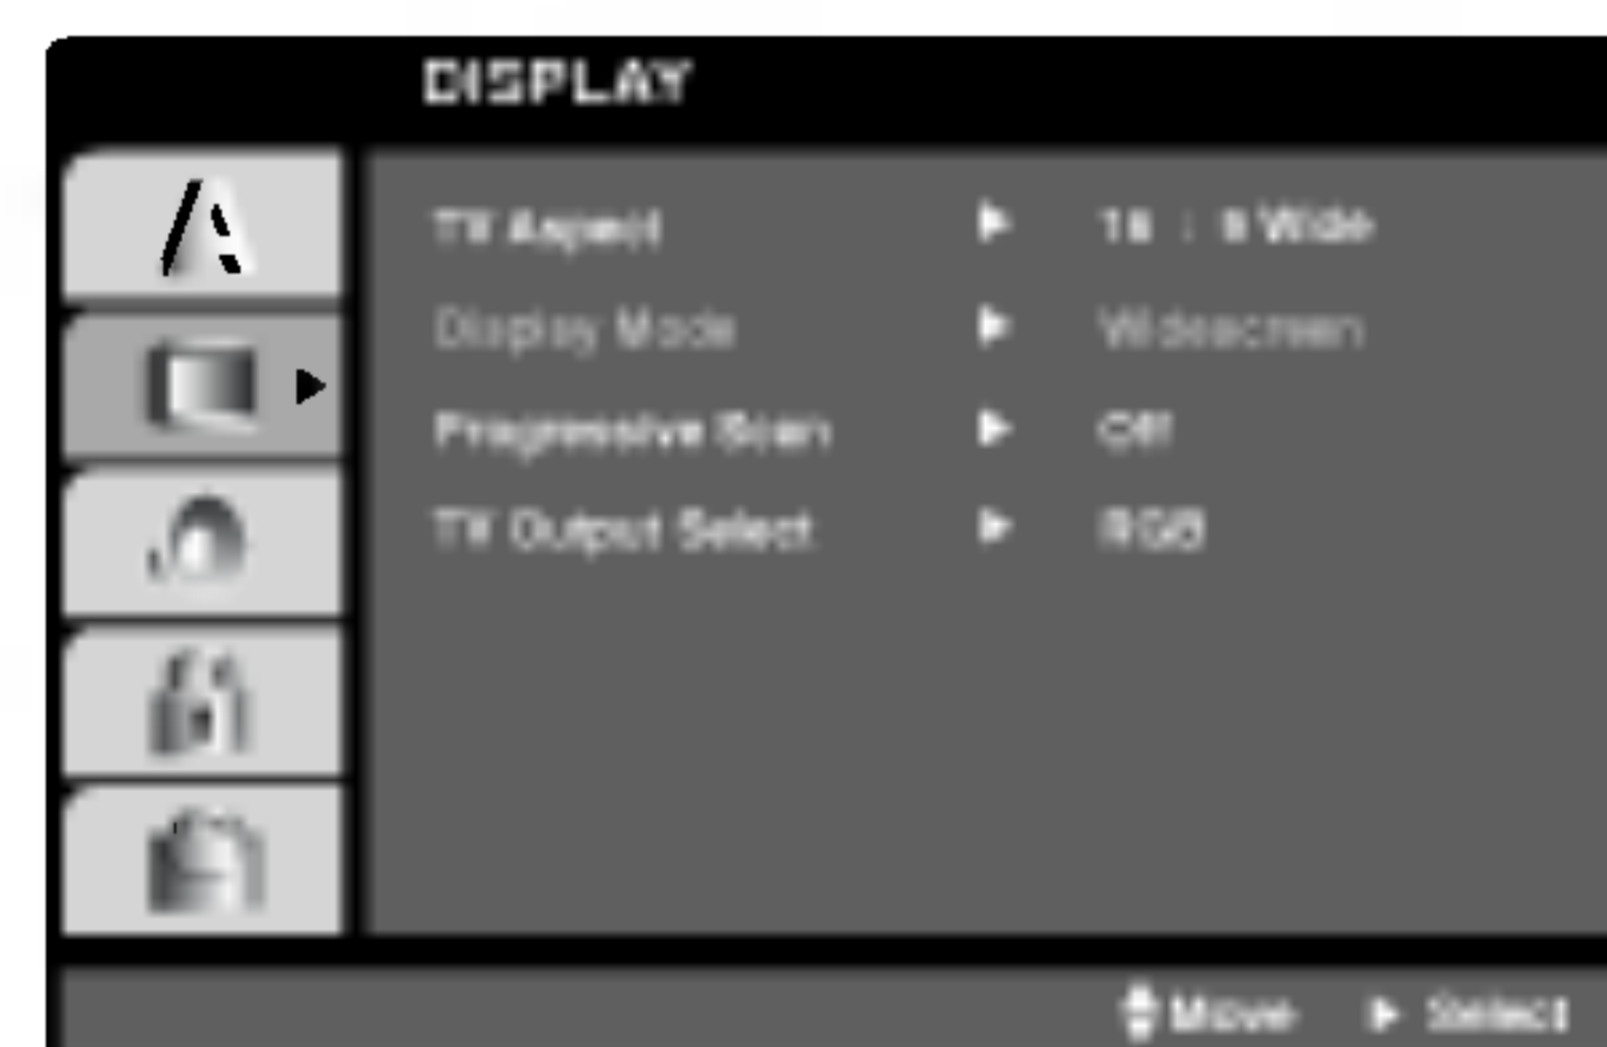 DISPLAY
TV Aspect ▶ 16 : 9 Wide
Display Mode ▶ Widescreen
Progressive Scan ▶ Off
TV Output Select ▶ RGB
Move ▶ Select